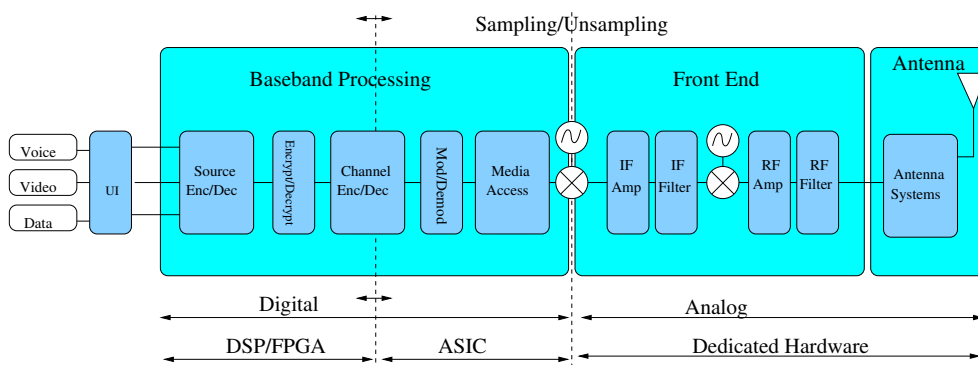 Sampling/Unsampling
Baseband Processing
Front End
Antenna
Voice
Video
Data
UI
Source
Enc/Dec
Encrypt/Decrypt
Channel
Enc/Dec
Mod/Demod
Media
Access
IF
Amp
IF
Filter
RF
Amp
RF
Filter
Antenna
Systems
Digital
Analog
DSP/FPGA
ASIC
Dedicated Hardware